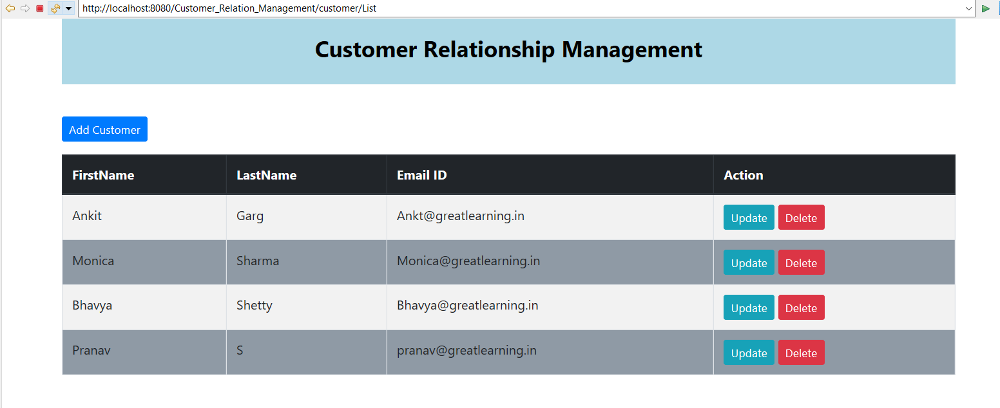 http://localhost:8080/Customer_Relation_Management/customer/List
Customer Relationship Management
Add Customer
FirstName LastName Email ID Action
Ankit Garg Ankt@greatlearning.in Update Delete
Monica Sharma Monica@greatlearning.in Update Delete
Bhavya Shetty Bhavya@greatlearning.in Update Delete
Pranav S pranav@greatlearning.in Update Delete